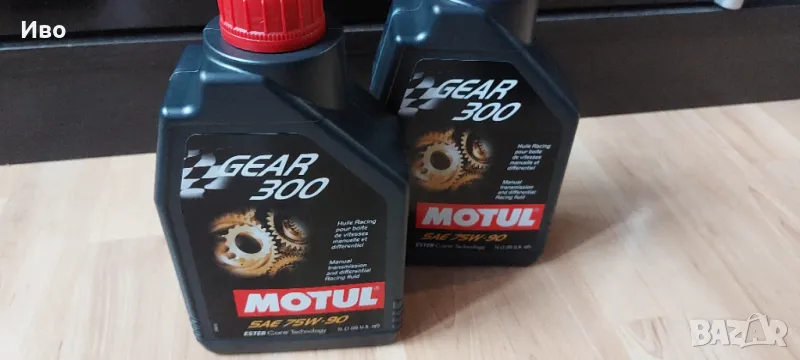 Иво
GEAR
300
Huile Racing
pour boîte
de vitesses
manuelle et
différentiel
Manual
transmission
and differential
Racing fluid
MOTUL
SAE 75W-90
ESTER Core Technology
GEAR
300
Huile Racing
pour boîte
de vitesses
manuelle et
différentiel
Manual
transmission
and differential
Racing fluid
MOTUL
SAE 75W-90
ESTER Core Technology
BAZAR